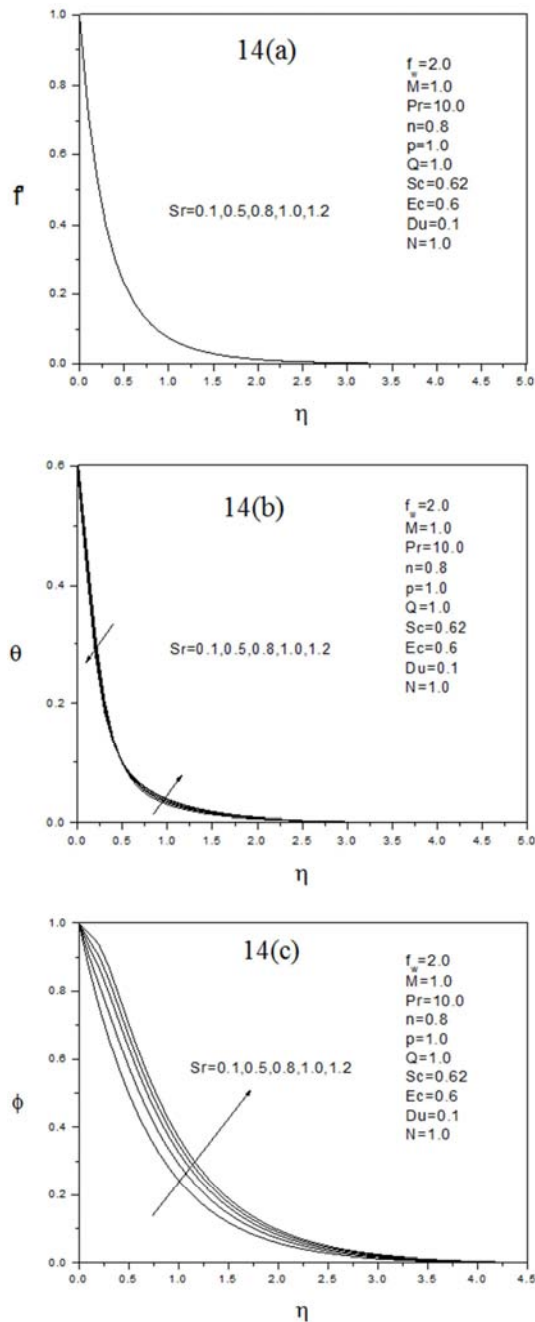 14(a)
f_w=2.0
M=1.0
Pr=10.0
n=0.8
p=1.0
Q=1.0
Sc=0.62
Ec=0.6
Du=0.1
N=1.0
Sr=0.1,0.5,0.8,1.0,1.2
f'
1.0
0.8
0.6
0.4
0.2
0.0
0.0 0.5 1.0 1.5 2.0 2.5 3.0 3.5 4.0 4.5 5.0
η
14(b)
f_w=2.0
M=1.0
Pr=10.0
n=0.8
p=1.0
Q=1.0
Sc=0.62
Ec=0.6
Du=0.1
N=1.0
Sr=0.1,0.5,0.8,1.0,1.2
θ
0.6
0.4
0.2
0.0
0.0 0.5 1.0 1.5 2.0 2.5 3.0 3.5 4.0 4.5 5.0
η
14(c)
f_w=2.0
M=1.0
Pr=10.0
n=0.8
p=1.0
Q=1.0
Sc=0.62
Ec=0.6
Du=0.1
N=1.0
Sr=0.1,0.5,0.8,1.0,1.2
ϕ
1.0
0.8
0.6
0.4
0.2
0.0
0.0 0.5 1.0 1.5 2.0 2.5 3.0 3.5 4.0 4.5
η